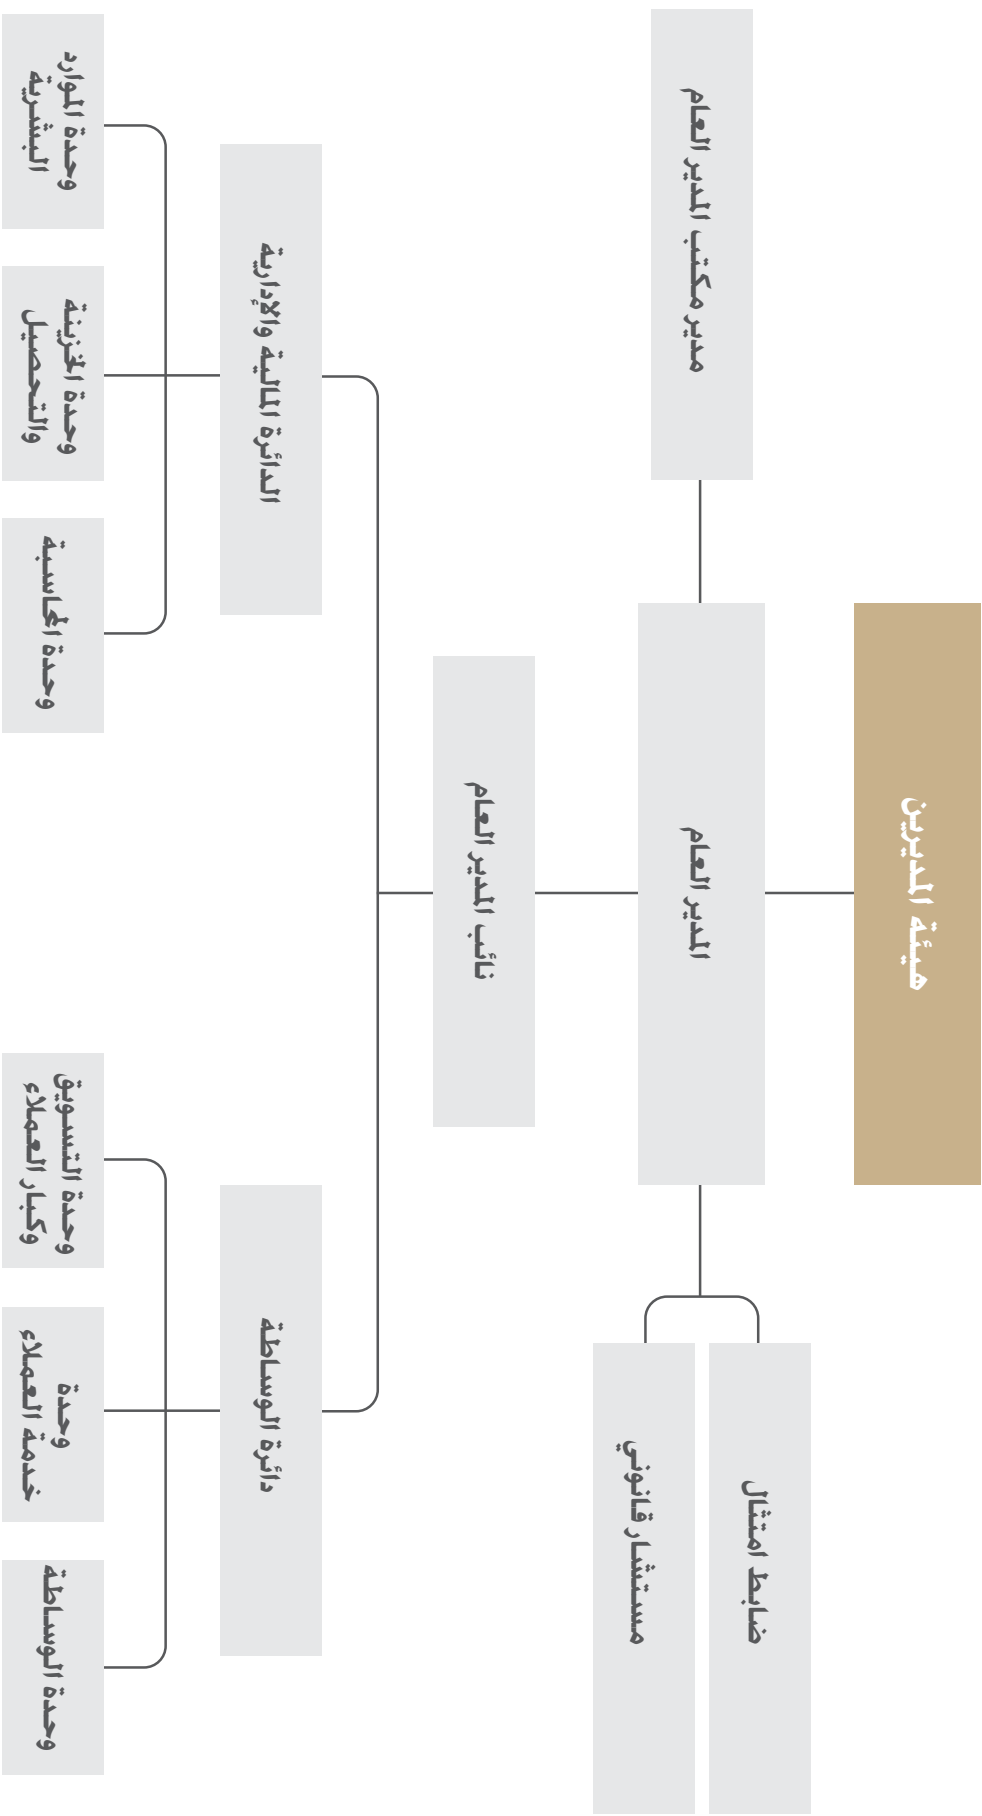 هيئة المديرين
المدير العام
مدير مكتب المدير العام
ضابط امتثال
مستشار قانوني
نائب المدير العام
دائرة الوساطة
الدائرة المالية والإدارية
وحدة الوساطة
وحدة
خدمة العملاء
وحدة التسويق
وكبار العملاء
وحدة المحاسبة
وحدة الخزينة
والتحصيل
وحدة الموارد
البشرية